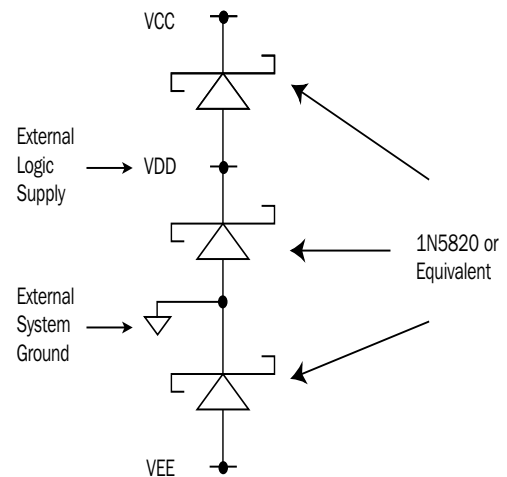 VCC
External
Logic
Supply
VDD
1N5820 or
Equivalent
External
System
Ground
VEE